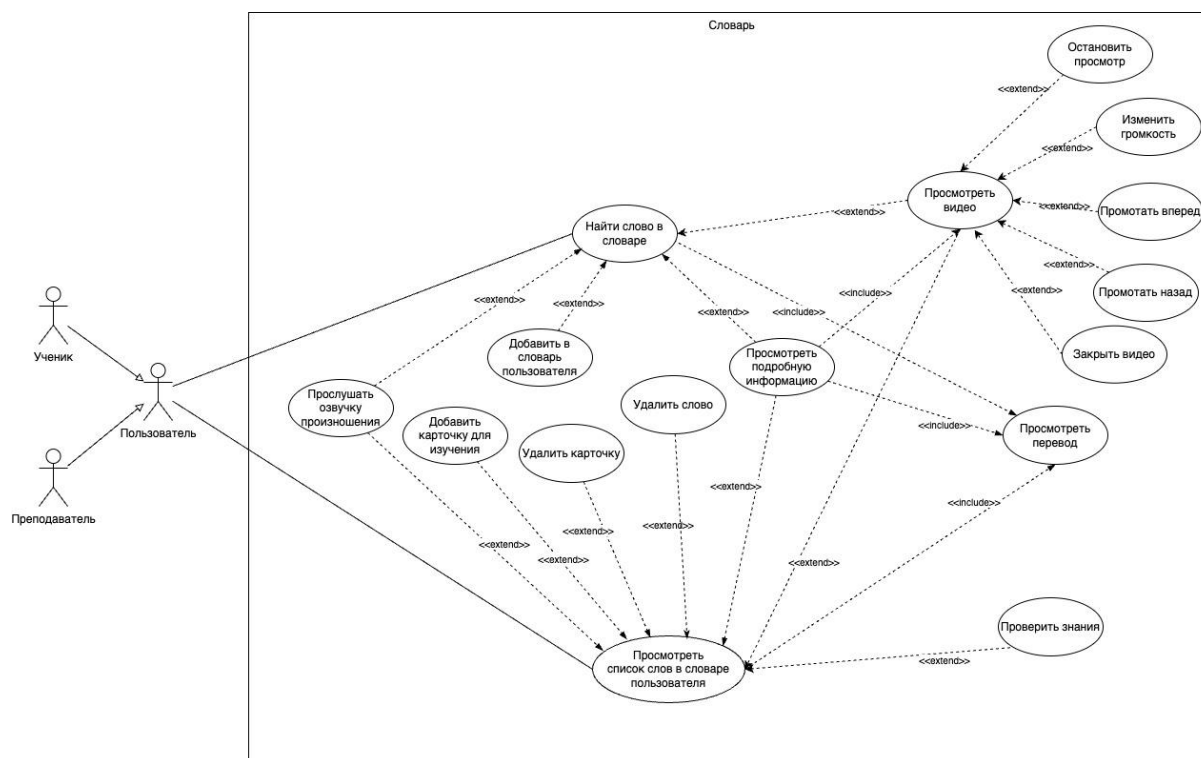 Словарь
Остановить
просмотр
<<extend>>
Изменить
громкость
<<extend>>
Просмотреть
видео
<<extend>>
Промотать вперед
<<extend>>
Найти слово в
словаре
<<extend>>
Промотать назад
<<extend>>
<<include>>
<<extend>>
<<extend>>
<<extend>>
<<include>>
Ученик
Добавить в
словарь
пользователя
Просмотреть
подробную
информацию
Закрыть видео
Прослушать
озвучку
произношения
Удалить слово
Пользователь
Добавить
карточку для
изучения
Удалить карточку
<<include>>
Просмотреть
перевод
Преподаватель
<<extend>>
<<include>>
<<extend>>
<<extend>>
<<extend>>
<<extend>>
<<extend>>
Проверить знания
Просмотреть
список слов в словаре
пользователя
<<extend>>